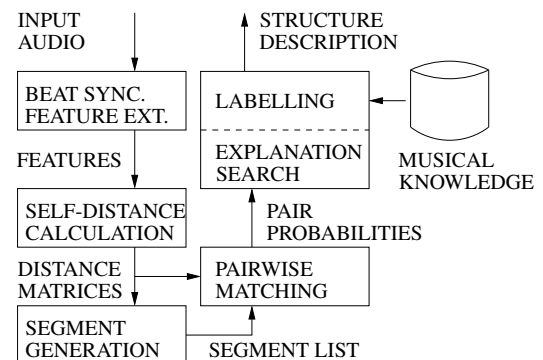 INPUT
AUDIO
STRUCTURE
DESCRIPTION
BEAT SYNC.
FEATURE EXT.
LABELLING
EXPLANATION
SEARCH
MUSICAL
KNOWLEDGE
FEATURES
SELF-DISTANCE
CALCULATION
PAIR
PROBABILITIES
DISTANCE
MATRICES
PAIRWISE
MATCHING
SEGMENT
GENERATION
SEGMENT LIST